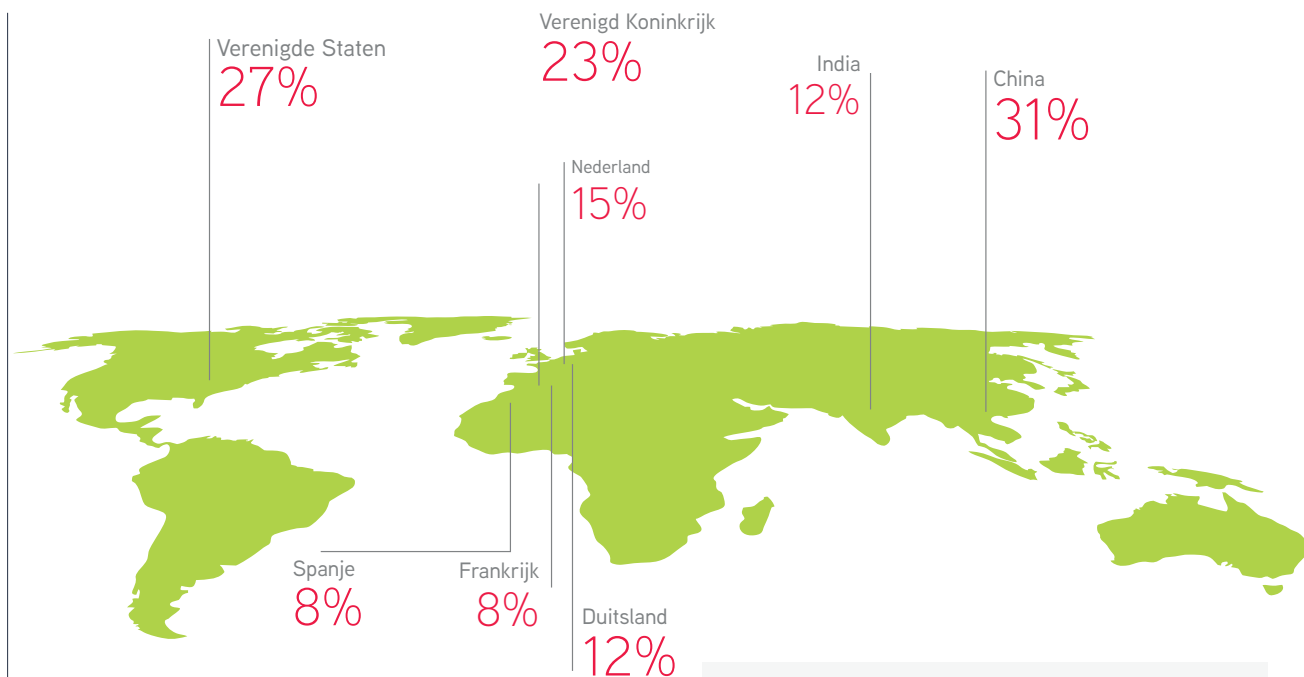 Verenigde Staten
27%
Verenigd Koninkrijk
23%
India
12%
China
31%
Nederland
15%
Spanje
8%
Frankrijk
8%
Duitsland
12%